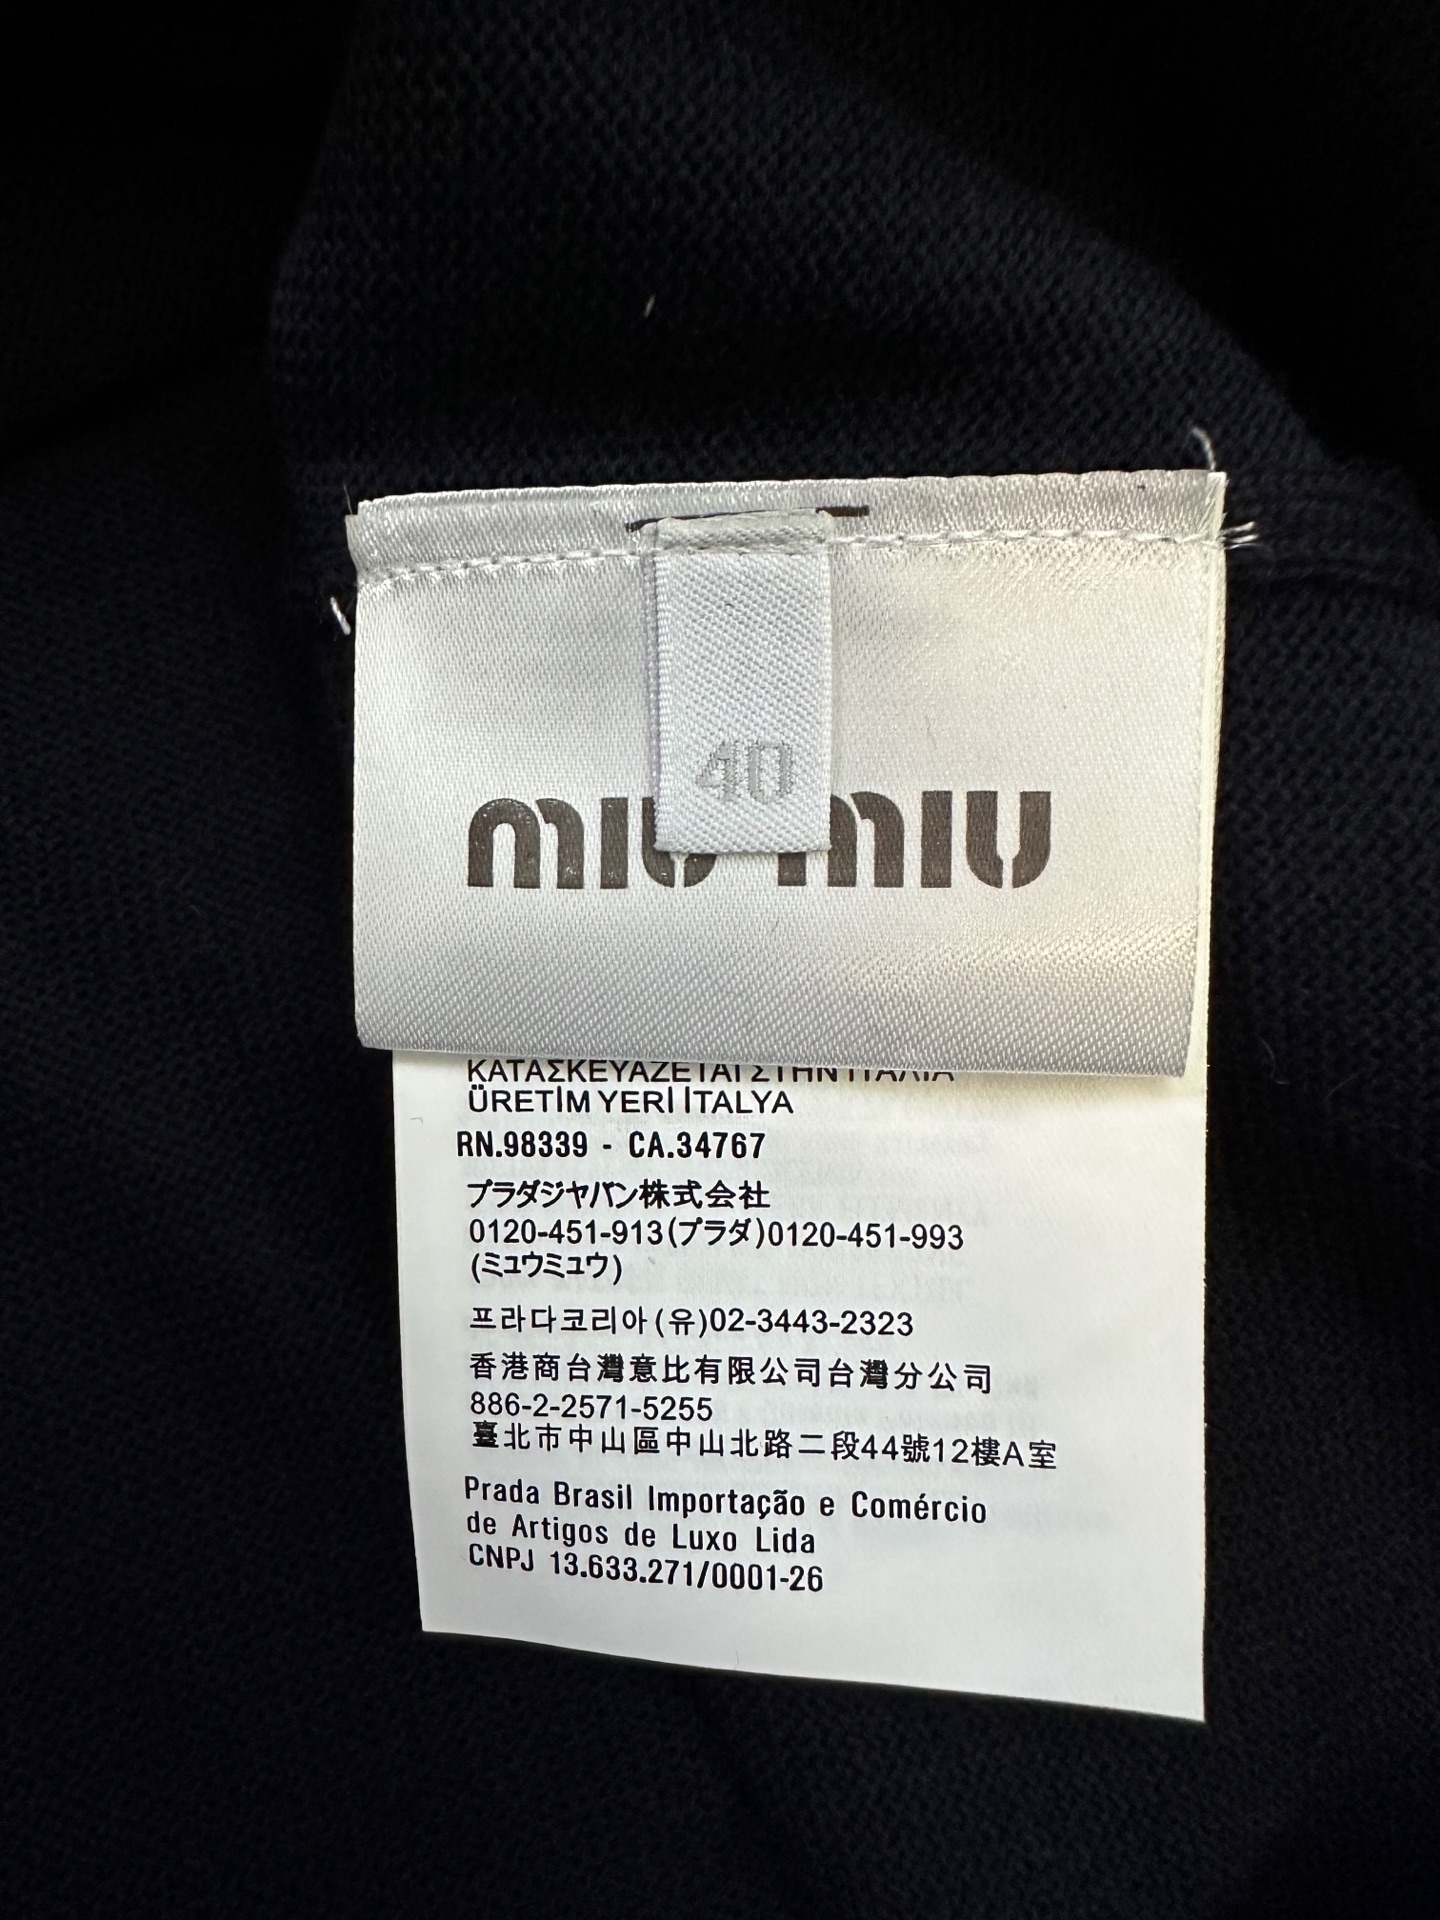 40
MIU MIU
ΚΑΤΑΣΚΕΥΑΖΕΤΑΙ ΣΤΗΝ ΙΤΑΛΙΑ
ÜRETİM YERİ İTALYA
RN.98339 - CA.34767
プラダジャパン株式会社
0120-451-913(プラダ)0120-451-993
(ミュウミュウ)
프라다코리아(유)02-3443-2323
香港商台灣意比有限公司台灣分公司
886-2-2571-5255
臺北市中山區中山北路二段44號12樓A室
Prada Brasil Importação e Comércio
de Artigos de Luxo Lida
CNPJ 13.633.271/0001-26